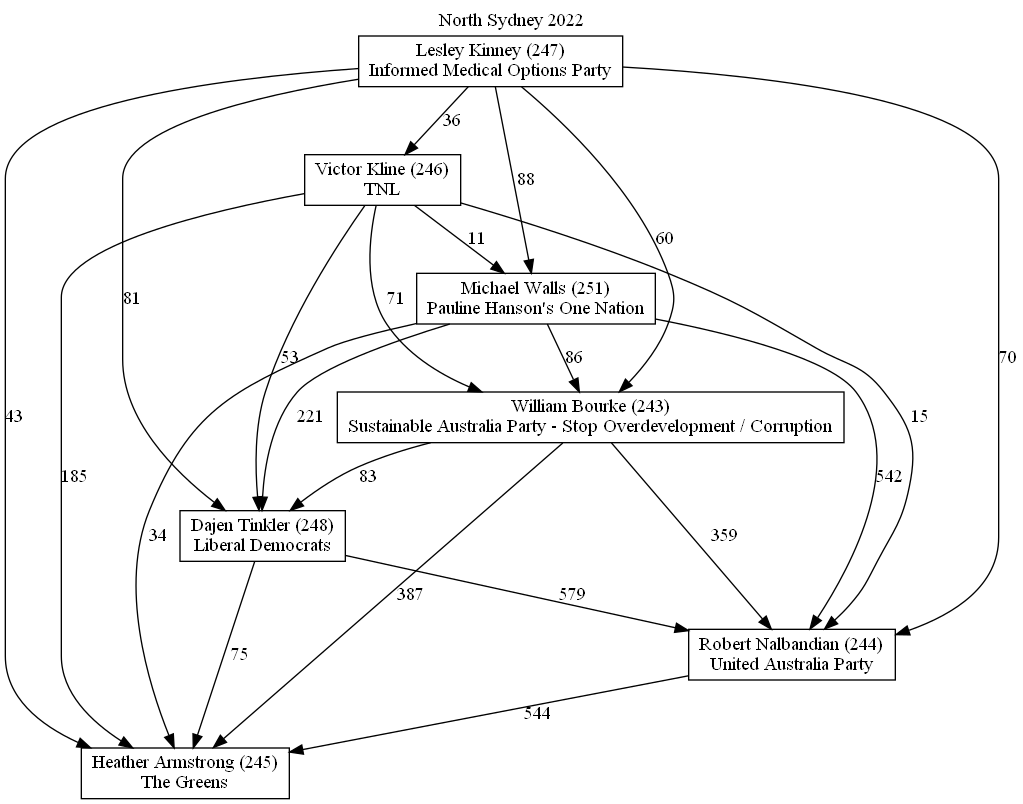 North Sydney 2022
Lesley Kinney (247)
Informed Medical Options Party
36
Victor Kline (246)
TNL
88
60
11
Michael Walls (251)
Pauline Hanson's One Nation
81
71
53
86
70
William Bourke (243)
Sustainable Australia Party - Stop Overdevelopment / Corruption
43
221
15
185
83
542
Dajen Tinkler (248)
Liberal Democrats
34
359
387
579
Robert Nalbandian (244)
United Australia Party
75
544
Heather Armstrong (245)
The Greens